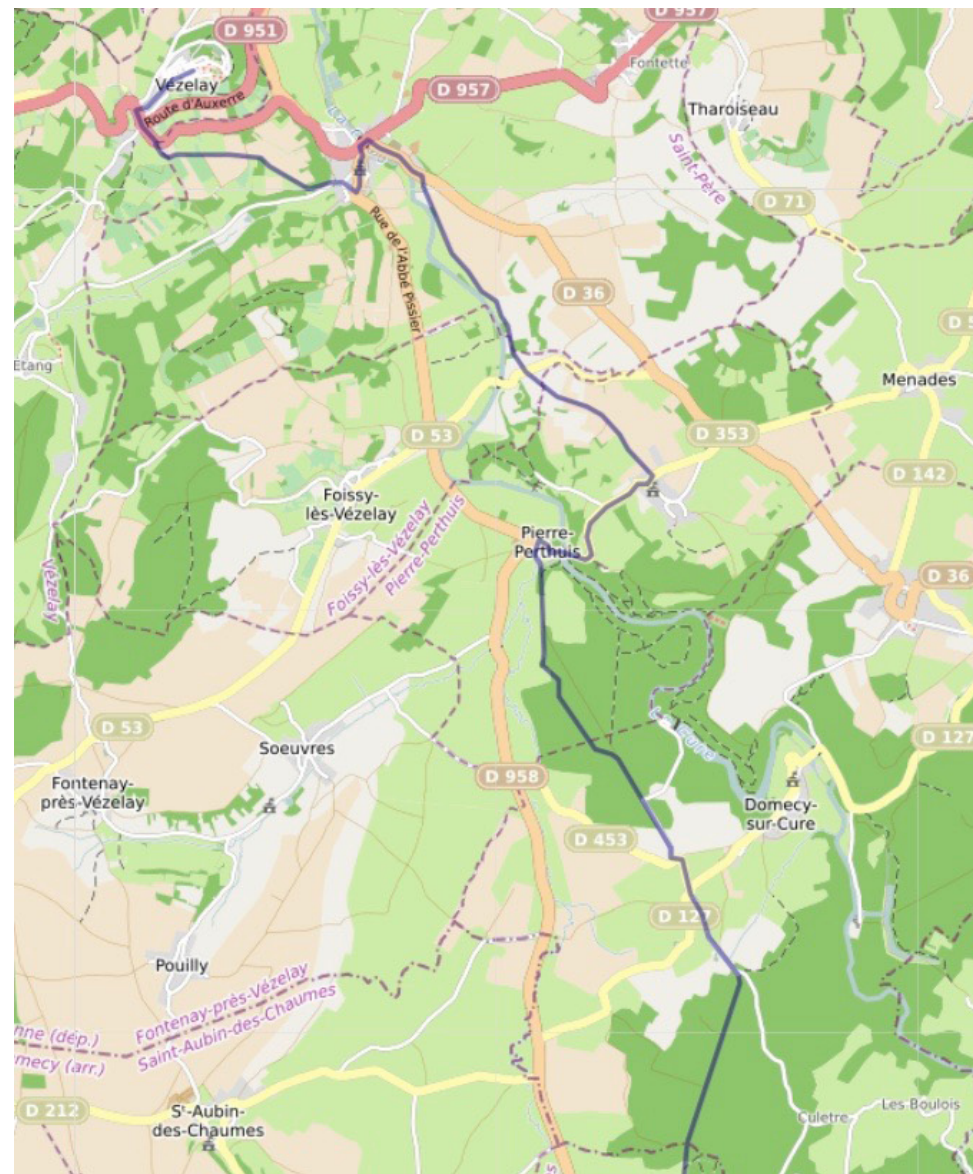 D 951
D 957
Fontette
Vézelay
D 957
Route d'Auxerre
Tharoiseau
Saint-Père
D 71
Rue de l'Abbé Pissier
D 36
Etang
Menades
D 53
D 353
D 142
Foissy-
lès-Vézelay
Foissy-lès-Vézelay
Pierre-Perthuis
Pierre-
Perthuis
Vézelay
D 36
D 53
Soeuvres
La Cure
D 127
D 958
Fontenay-
près-Vézelay
Domecy-
sur-Cure
D 453
D 127
Pouilly
Fontenay-près-Vézelay
Saint-Aubin-des-Chaumes
nne (dép.)
mecy (arr.)
D 212
St-Aubin-
des-Chaumes
Culetre
Les Boulois